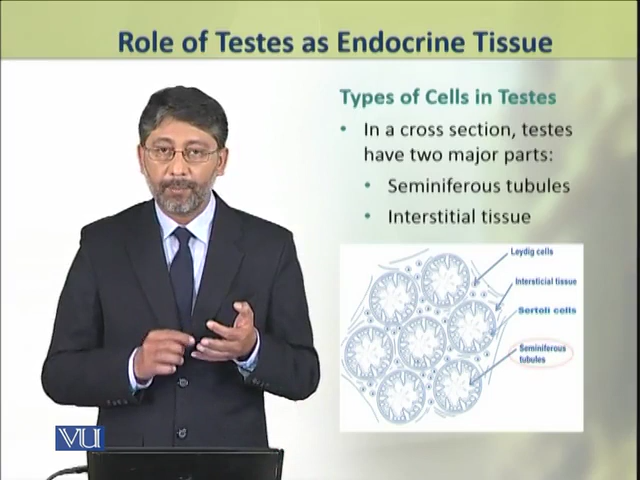 Role of Testes as Endocrine Tissue
Types of Cells in Testes
• In a cross section, testes
have two major parts:
• Seminiferous tubules
• Interstitial tissue
Leydig cells
Intersticial tissue
Sertoli cells
Seminiferous
tubules
VU